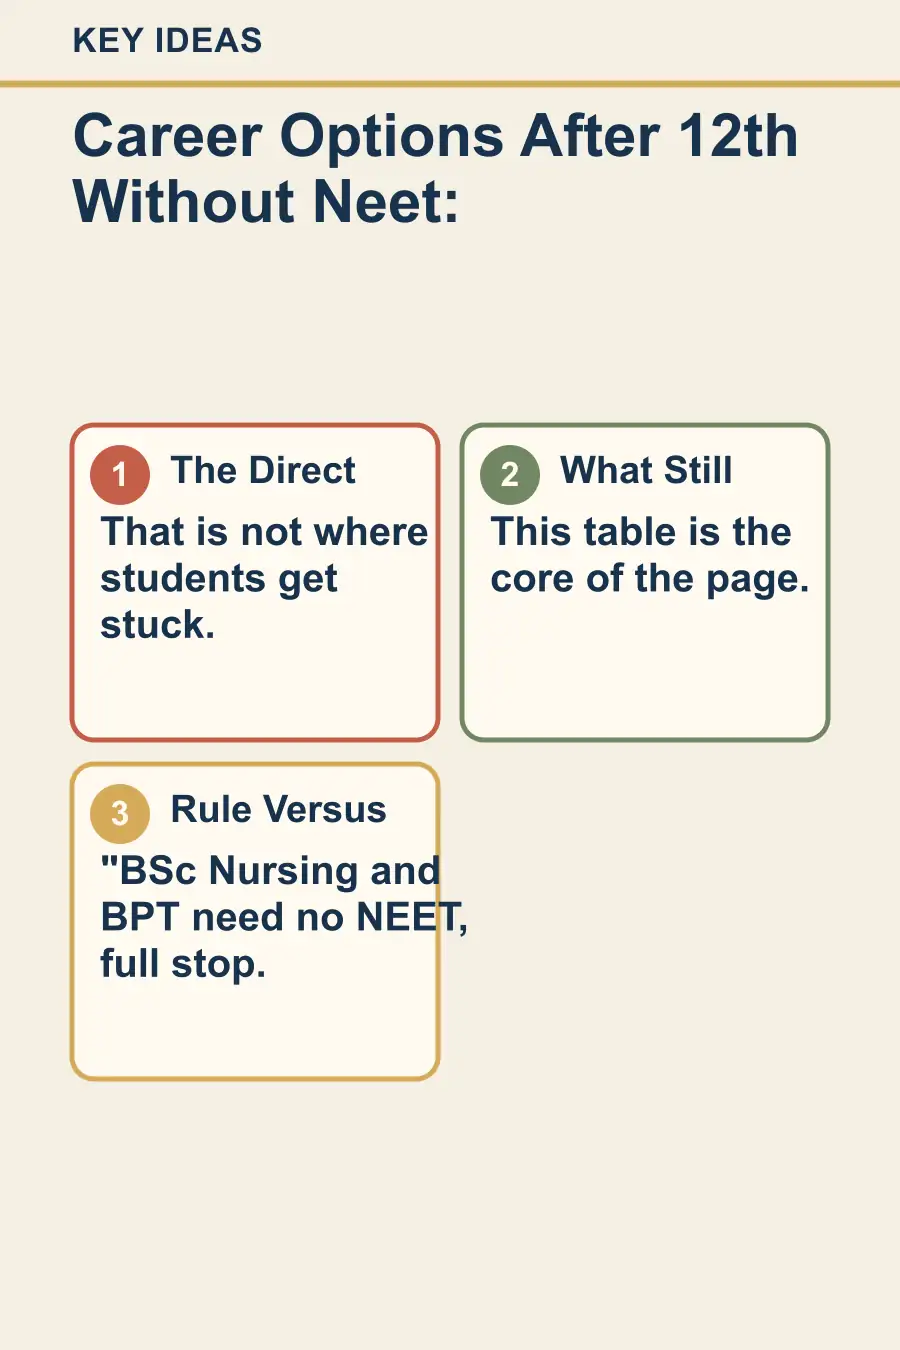 KEY IDEAS
Career Options After 12th
Without Neet:
1 The Direct
That is not where
students get
stuck.
2 What Still
This table is the
core of the page.
3 Rule Versus
"BSc Nursing and
BPT need no NEET,
full stop.